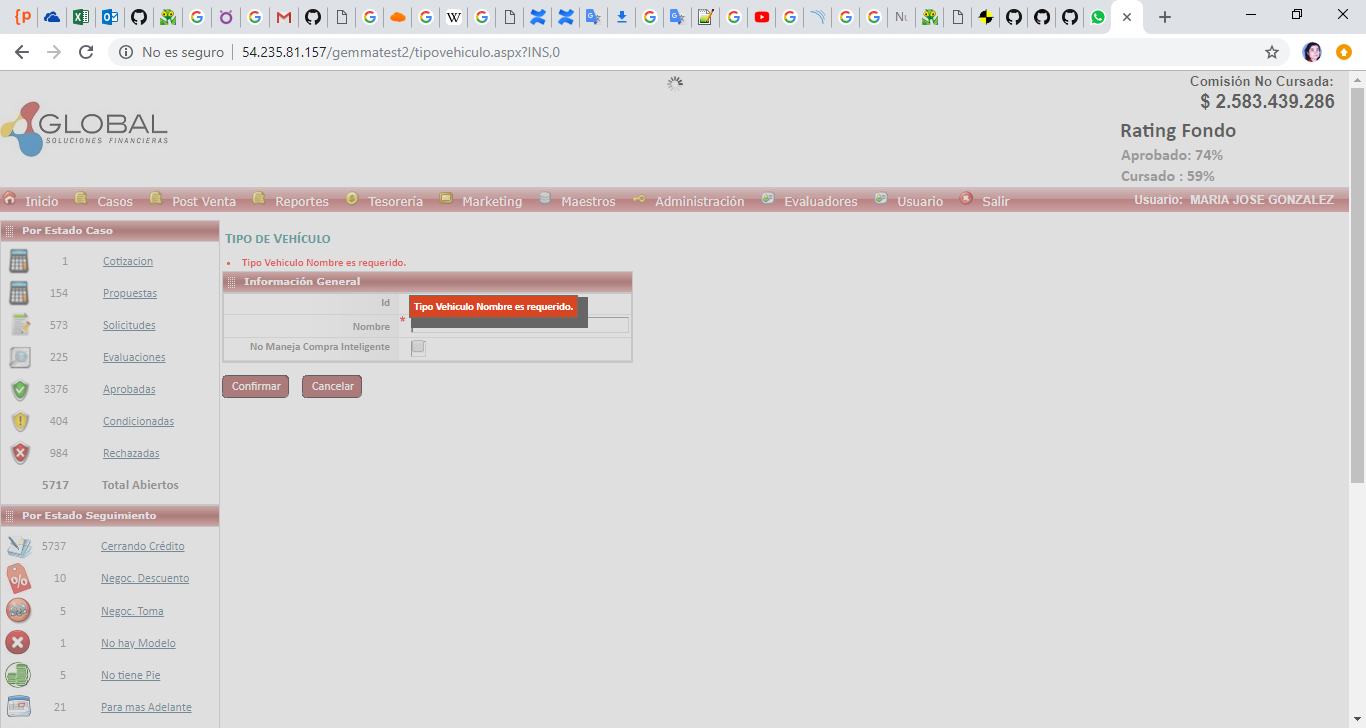 No es seguro
54.235.81.157/gemmatest2/tipovehiculo.aspx?INS,0
GLOBAL
SOLUCIONES FINANCIERAS
Comisión No Cursada:
$ 2.583.439.286
Rating Fondo
Aprobado: 74%
Cursado : 59%
Inicio Casos Post Venta Reportes Tesorería Marketing Maestros Administración Evaluadores Usuario Salir
Usuario: MARIA JOSE GONZALEZ
Por Estado Caso
1 Cotizacion
154 Propuestas
573 Solicitudes
225 Evaluaciones
3376 Aprobadas
404 Condicionadas
984 Rechazadas
5717 Total Abiertos
Por Estado Seguimiento
5737 Cerrando Crédito
10 Negoc. Descuento
5 Negoc. Toma
1 No hay Modelo
5 No tiene Pie
21 Para mas Adelante
TIPO DE VEHÍCULO
• Tipo Vehiculo Nombre es requerido.
Información General
Id
Tipo Vehiculo Nombre es requerido.
Nombre *
No Maneja Compra Inteligente
Confirmar Cancelar